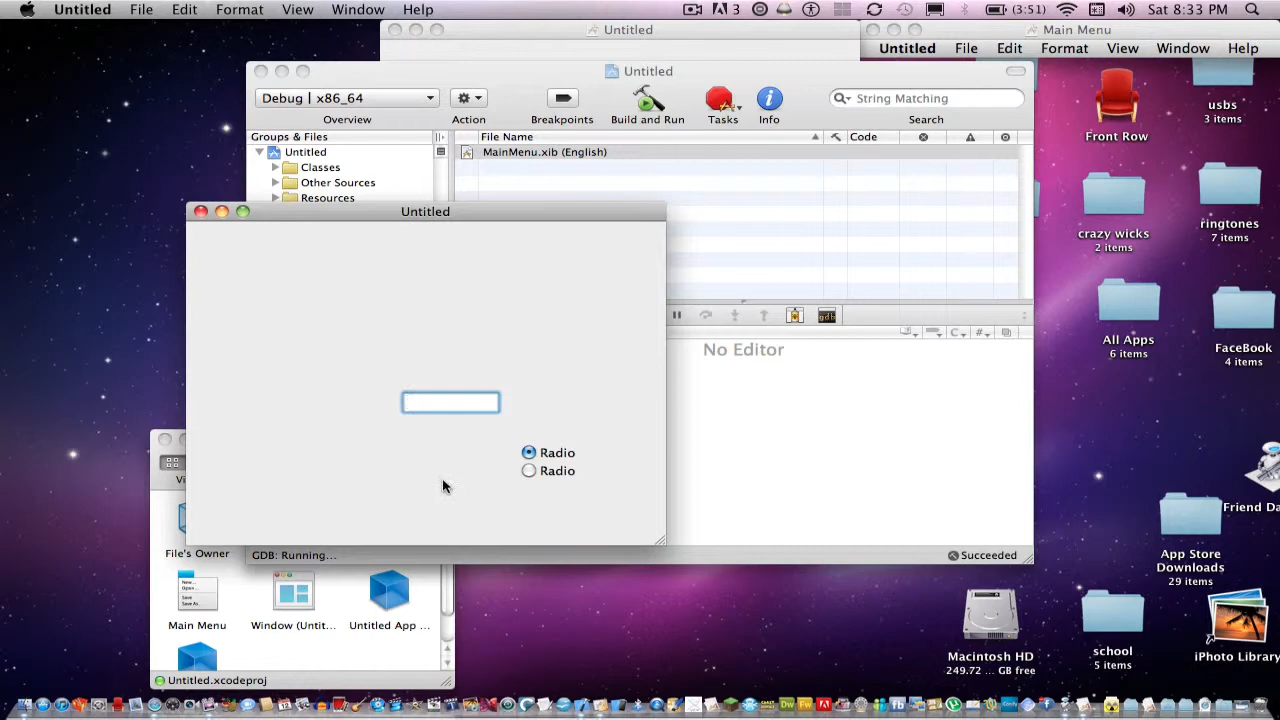 Untitled File Edit Format View Window Help 3 (3:51) Sat 8:33 PM
Untitled
Main Menu
Untitled File Edit Format View Window Help
Untitled
Debug | x86_64
String Matching
Overview Action Breakpoints Build and Run Tasks Info Search
Groups & Files File Name Code
Untitled MainMenu.xib (English)
Classes
Other Sources
Resources
Untitled
Radio
Radio
gdb
No Editor
GDB: Running... Succeeded
Vi
File's Owner
Main Menu Window (Untit... Untitled App ...
Untitled.xcodeproj
usbs
3 items
Front Row
crazy wicks
2 items
ringtones
7 items
All Apps
6 items
FaceBook
4 items
Friend Da
App Store
Downloads
29 items
Macintosh HD
249.72 ... GB free
school
5 items
iPhoto Library